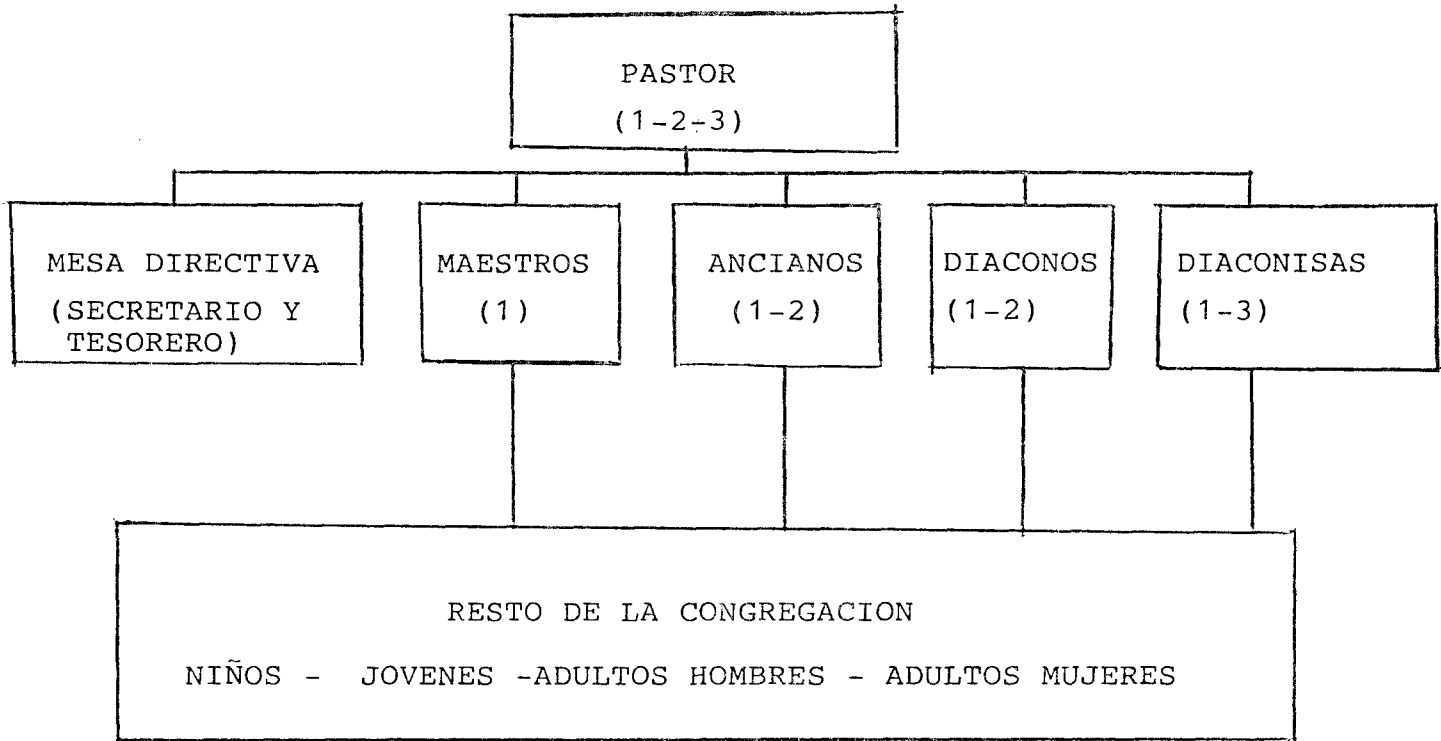 PASTOR
(1-2-3)
MESA DIRECTIVA
(SECRETARIO Y
TESORERO)
MAESTROS
(1)
ANCIANOS
(1-2)
DIACONOS
(1-2)
DIACONISAS
(1-3)
RESTO DE LA CONGREGACION
NIÑOS - JOVENES -ADULTOS HOMBRES - ADULTOS MUJERES